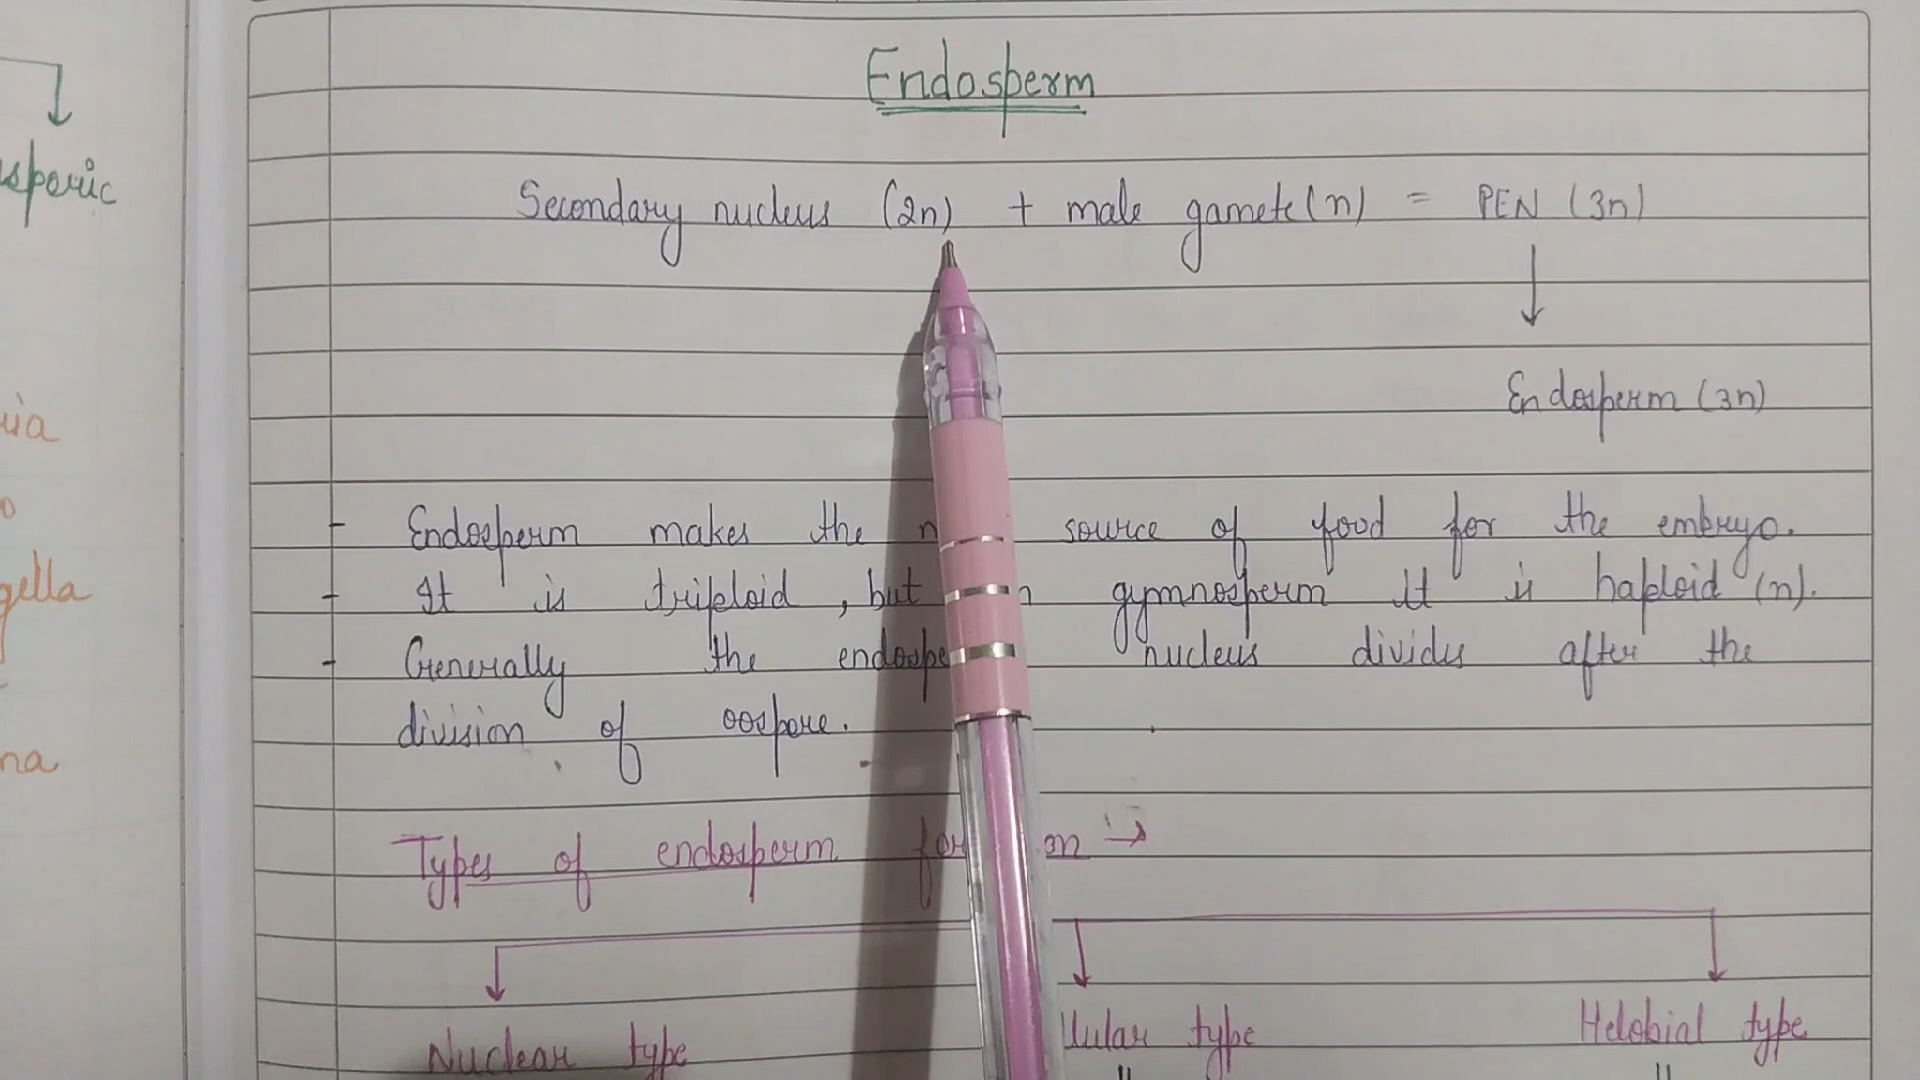 Endosperm
Secondary nucleus (2n) + male gamete (n) = PEN (3n)
Endosperm (3n)
- Endosperm makes the source of food for the embryo.
- It is triploid, but gymnosperm it is haploid (n).
- Generally the nucleus divides after the
division of oospore.
Types of endosperm →
Nuclear type
type
Helobial type